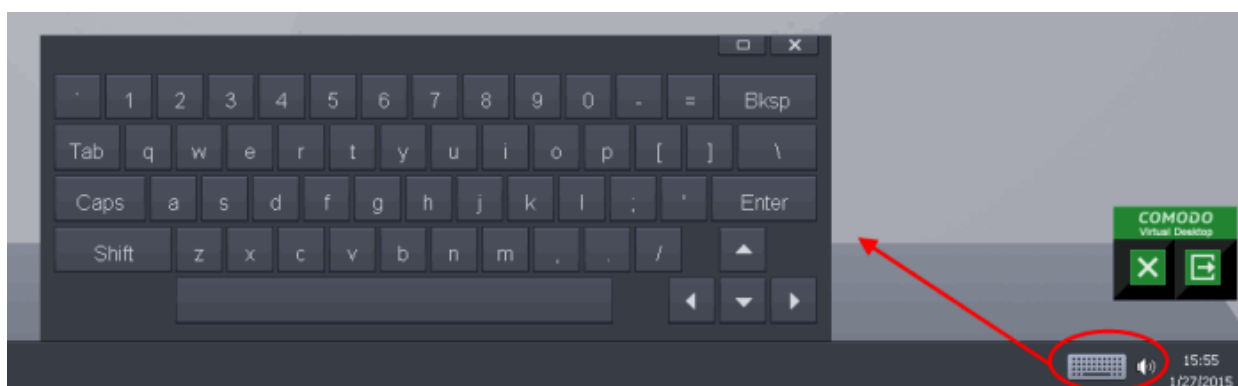 ` 1 2 3 4 5 6 7 8 9 0 - = Bksp
Tab q w e r t y u i o p [ ] \
Caps a s d f g h j k l ; ' Enter
Shift z x c v b n m , . /
COMODO
Virtual Desktop
15:55
1/27/2015